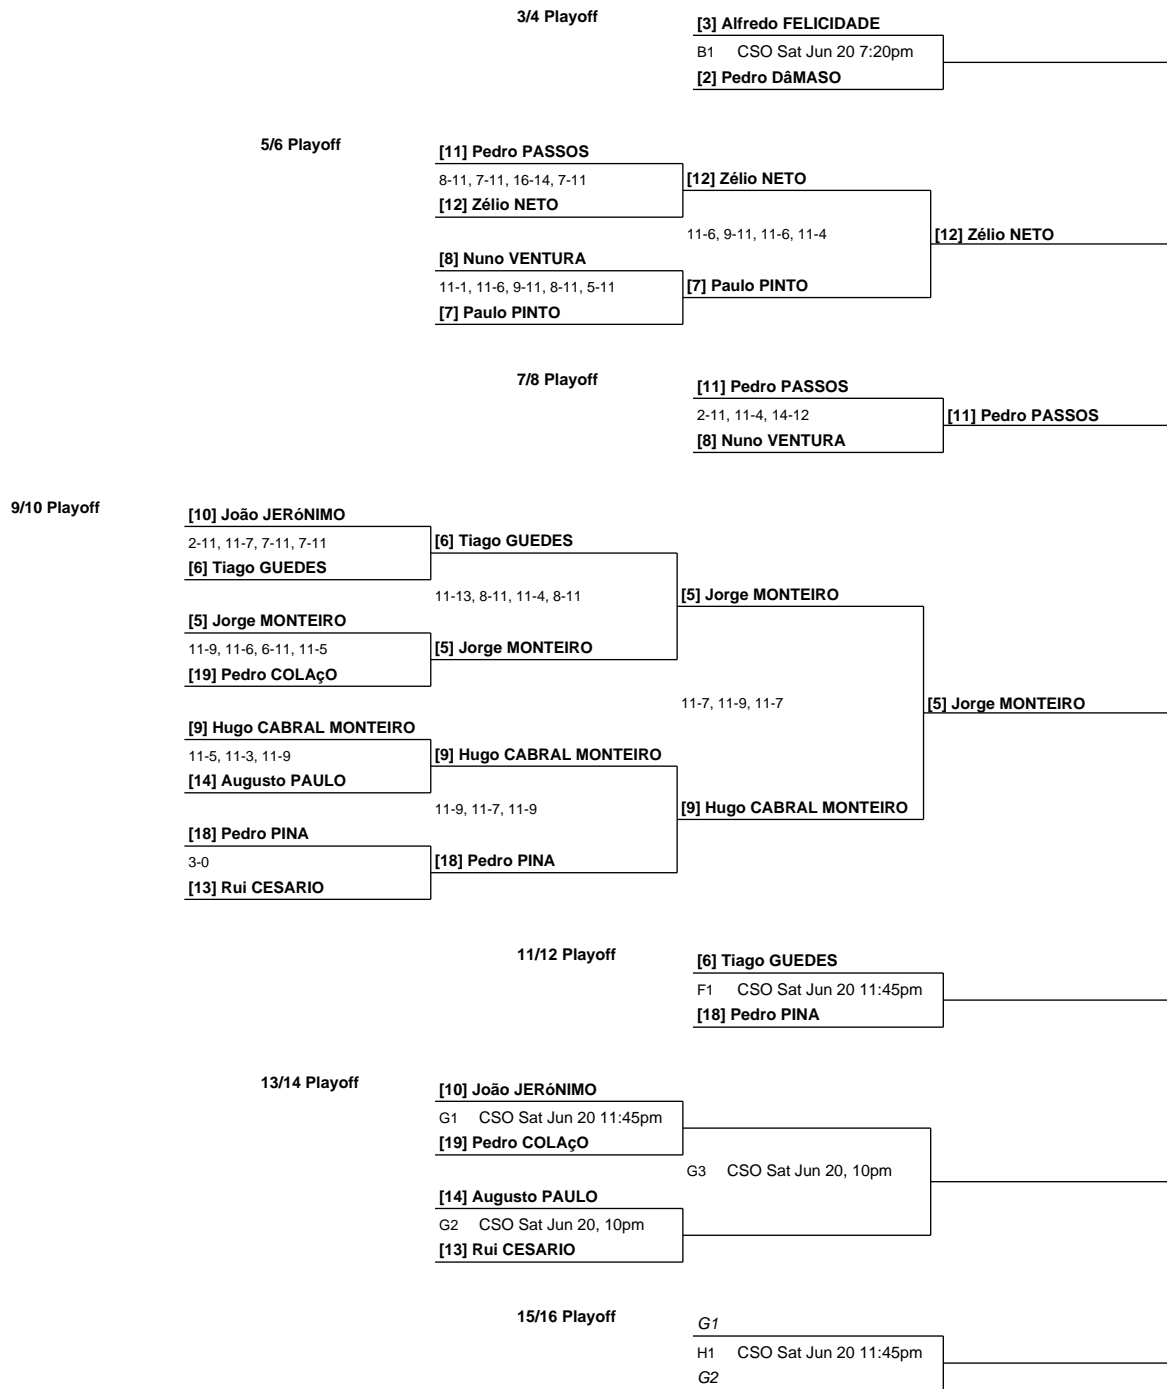 3/4 Playoff
[3] Alfredo FELICIDADE
B1 CSO Sat Jun 20 7:20pm
[2] Pedro DâMASO
5/6 Playoff
[11] Pedro PASSOS
8-11, 7-11, 16-14, 7-11
[12] Zélio NETO
[12] Zélio NETO
11-6, 9-11, 11-6, 11-4
[12] Zélio NETO
[8] Nuno VENTURA
11-1, 11-6, 9-11, 8-11, 5-11
[7] Paulo PINTO
[7] Paulo PINTO
7/8 Playoff
[11] Pedro PASSOS
2-11, 11-4, 14-12
[11] Pedro PASSOS
[8] Nuno VENTURA
9/10 Playoff
[10] João JERóNIMO
2-11, 11-7, 7-11, 7-11
[6] Tiago GUEDES
[6] Tiago GUEDES
11-13, 8-11, 11-4, 8-11
[5] Jorge MONTEIRO
[5] Jorge MONTEIRO
11-9, 11-6, 6-11, 11-5
[5] Jorge MONTEIRO
[19] Pedro COLAçO
11-7, 11-9, 11-7
[5] Jorge MONTEIRO
[9] Hugo CABRAL MONTEIRO
11-5, 11-3, 11-9
[9] Hugo CABRAL MONTEIRO
[14] Augusto PAULO
11-9, 11-7, 11-9
[9] Hugo CABRAL MONTEIRO
[18] Pedro PINA
3-0
[18] Pedro PINA
[13] Rui CESARIO
11/12 Playoff
[6] Tiago GUEDES
F1 CSO Sat Jun 20 11:45pm
[18] Pedro PINA
13/14 Playoff
[10] João JERóNIMO
G1 CSO Sat Jun 20 11:45pm
[19] Pedro COLAçO
G3 CSO Sat Jun 20, 10pm
[14] Augusto PAULO
G2 CSO Sat Jun 20, 10pm
[13] Rui CESARIO
15/16 Playoff
G1
H1 CSO Sat Jun 20 11:45pm
G2